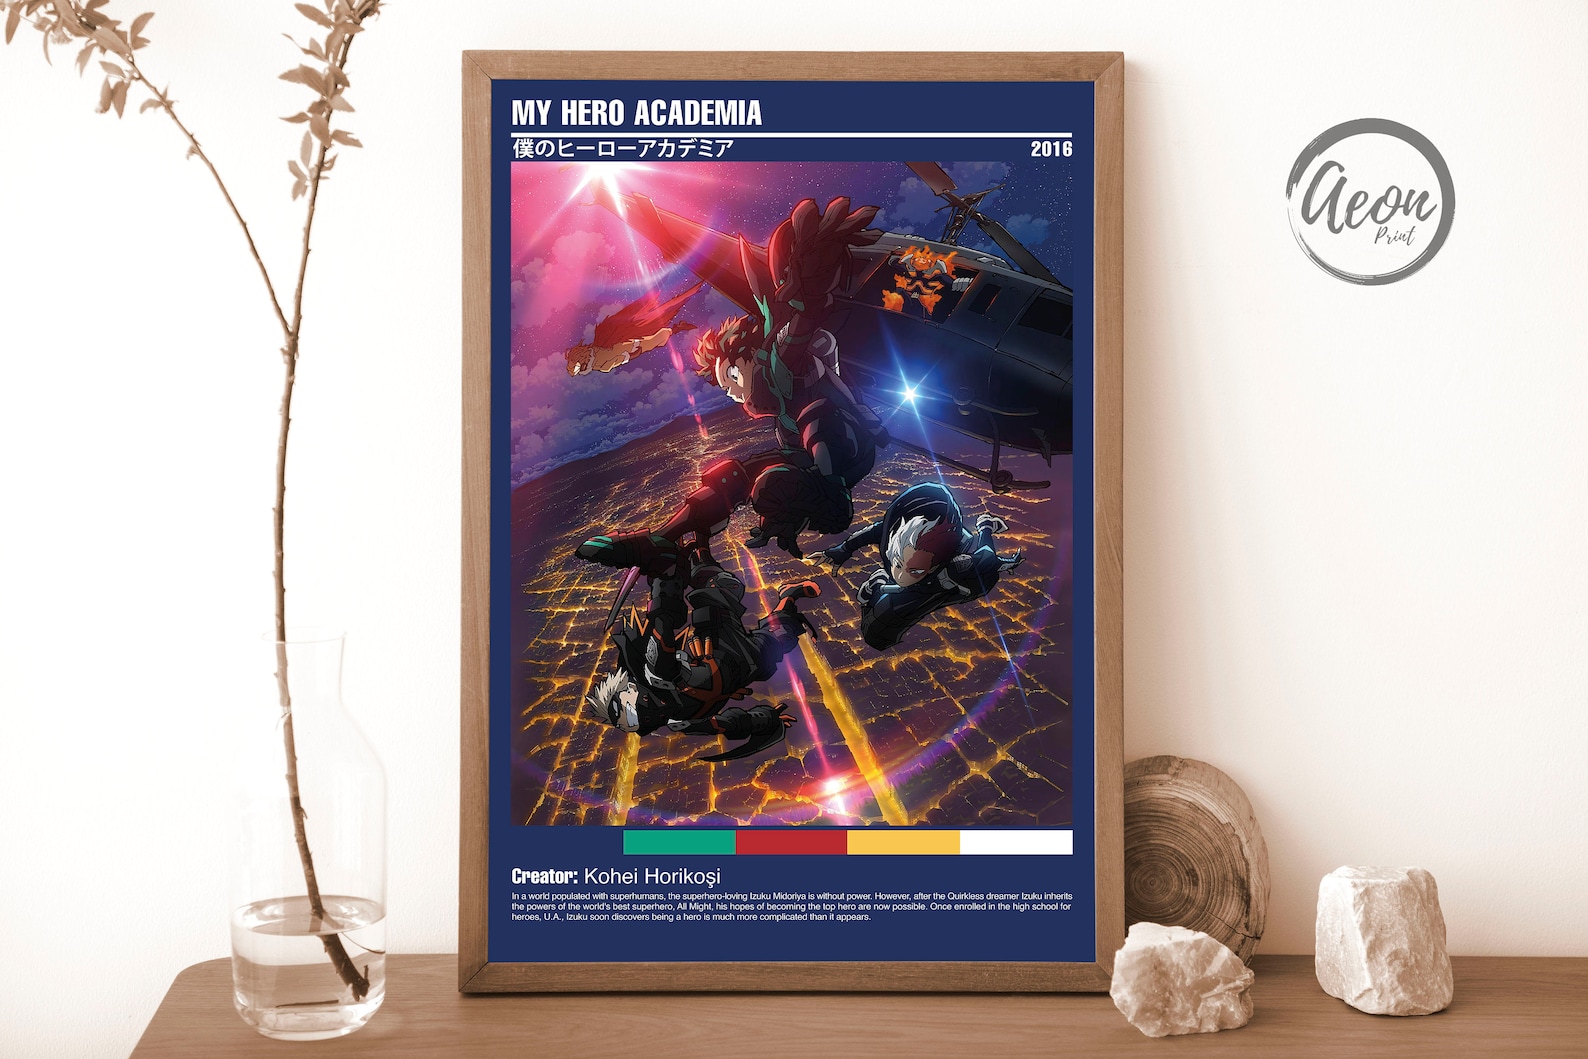 MY HERO ACADEMIA
僕のヒーローアカデミア
2016
Aeon
Print
Creator: Kohei Horikoşi
In a world populated with superhumans, the superhero-loving Izuku Midoriya is without power. However, after the Quirkless dreamer Izuku inherits
the powers of the world's best superhero, All Might, his hopes of becoming the top hero are now possible. Once enrolled in the high school for
heroes, U.A., Izuku soon discovers being a hero is much more complicated than it appears.